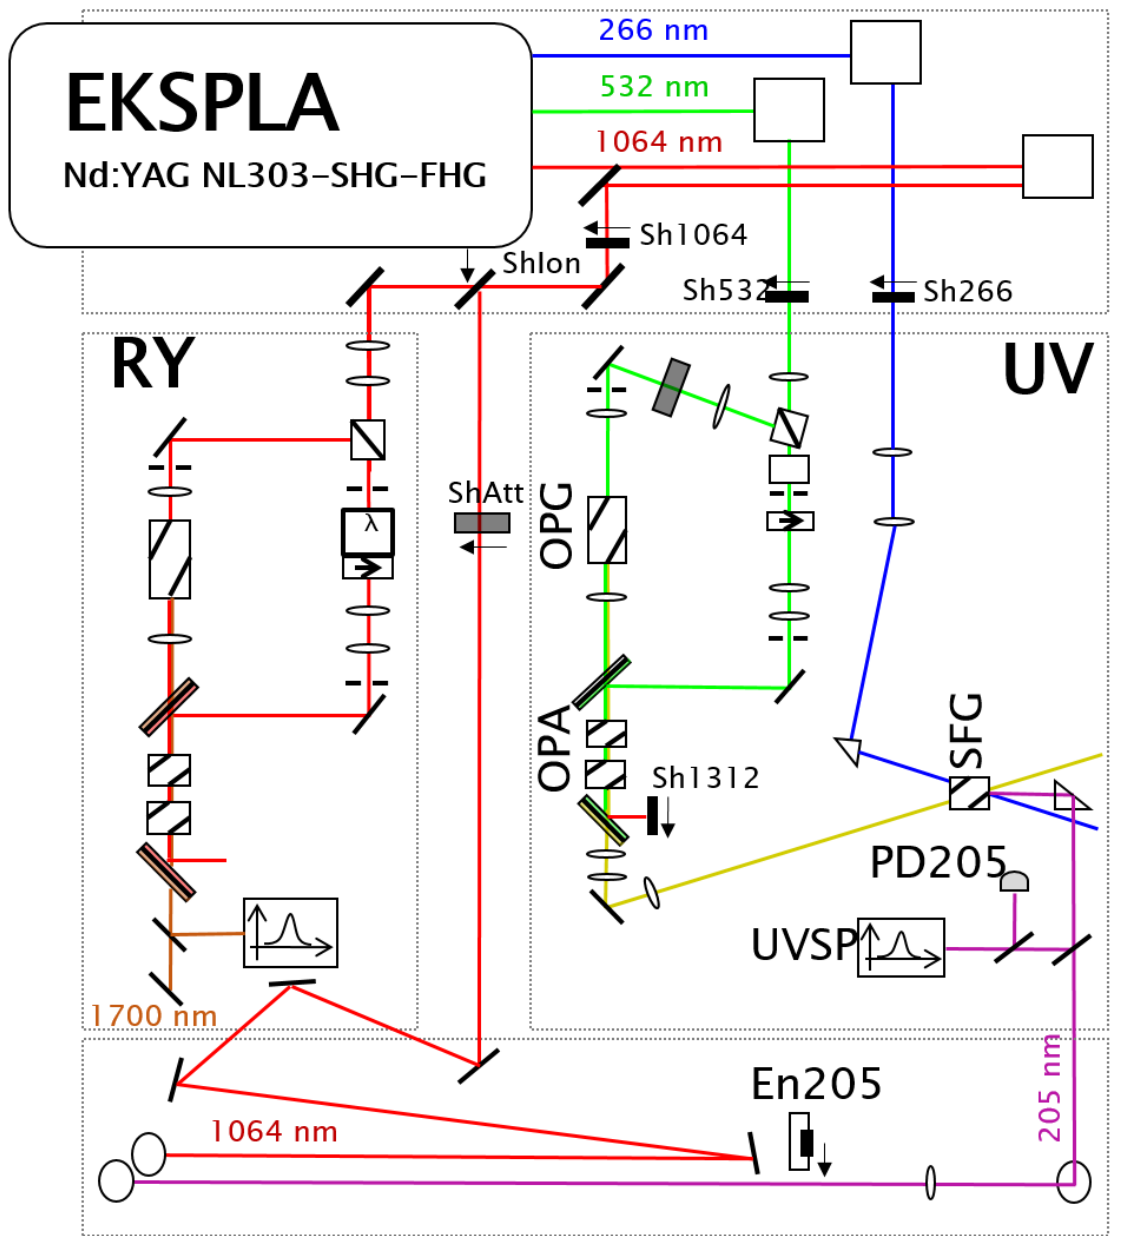 266 nm
EKSPLA
532 nm
1064 nm
Nd:YAG NL303-SHG-FHG
Sh1064
ShIon
Sh532
Sh266
RY
UV
λ
ShAtt
OPG
OPA
SFG
Sh1312
PD205
UVSP
1700 nm
205 nm
En205
1064 nm